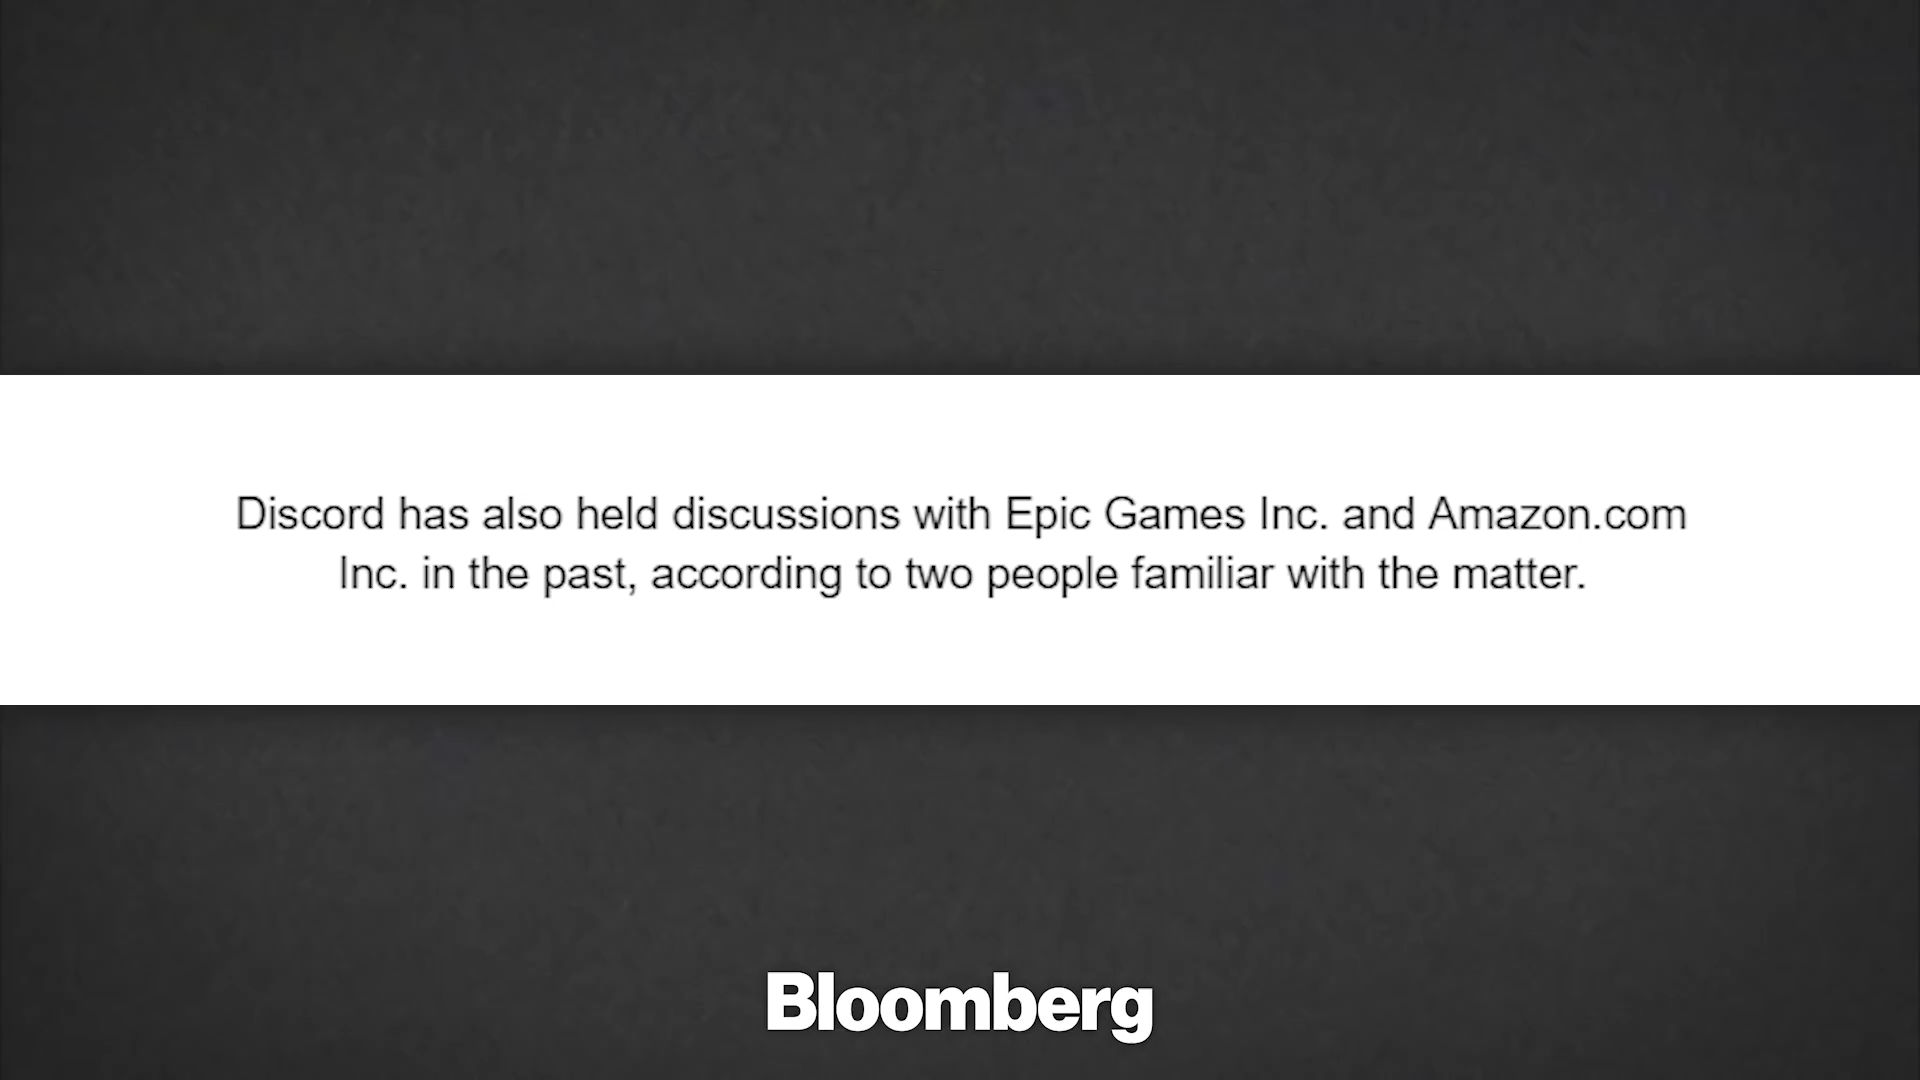 Discord has also held discussions with Epic Games Inc. and Amazon.com
Inc. in the past, according to two people familiar with the matter.
Bloomberg